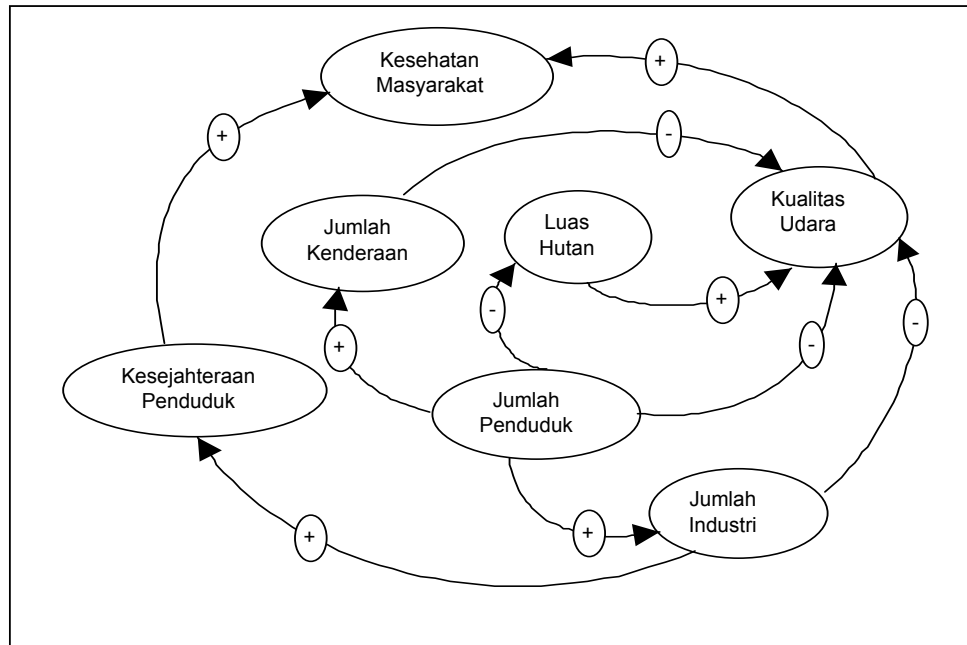 Kesehatan
Masyarakat
+
+
-
Kualitas
Udara
Jumlah
Kenderaan
Luas
Hutan
+
-
-
-
+
Kesejahteraan
Penduduk
Jumlah
Penduduk
Jumlah
Industri
+
+